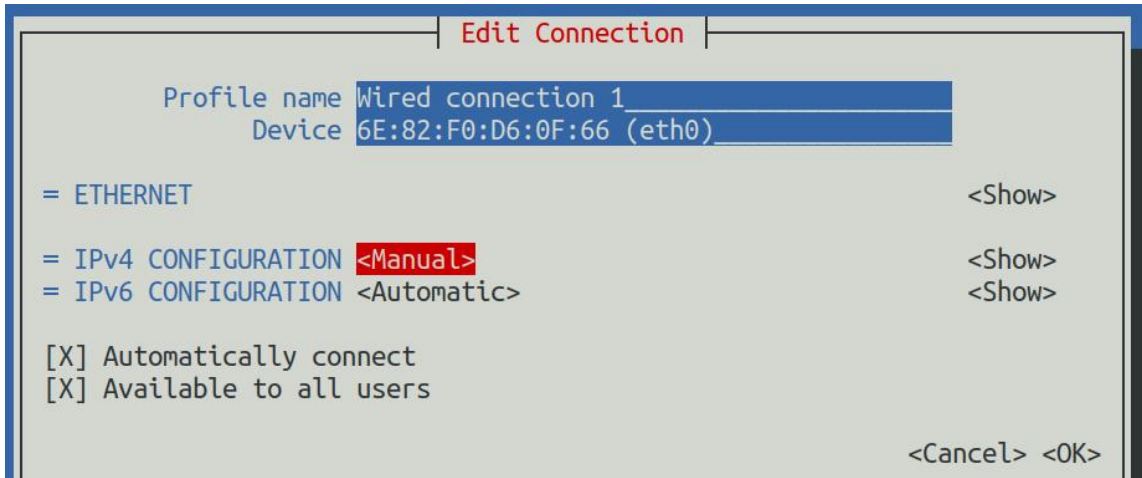 Edit Connection
Profile name Wired connection 1
Device 6E:82:F0:D6:0F:66 (eth0)
= ETHERNET <Show>
= IPv4 CONFIGURATION <Manual> <Show>
= IPv6 CONFIGURATION <Automatic> <Show>
[X] Automatically connect
[X] Available to all users
<Cancel> <OK>